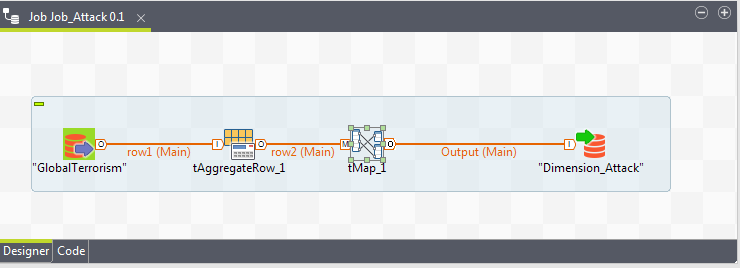 Job Job_Attack 0.1
O row1 (Main) I O row2 (Main) M O Output (Main) I
"GlobalTerrorism" tAggregateRow_1 tMap_1 "Dimension_Attack"
Designer Code